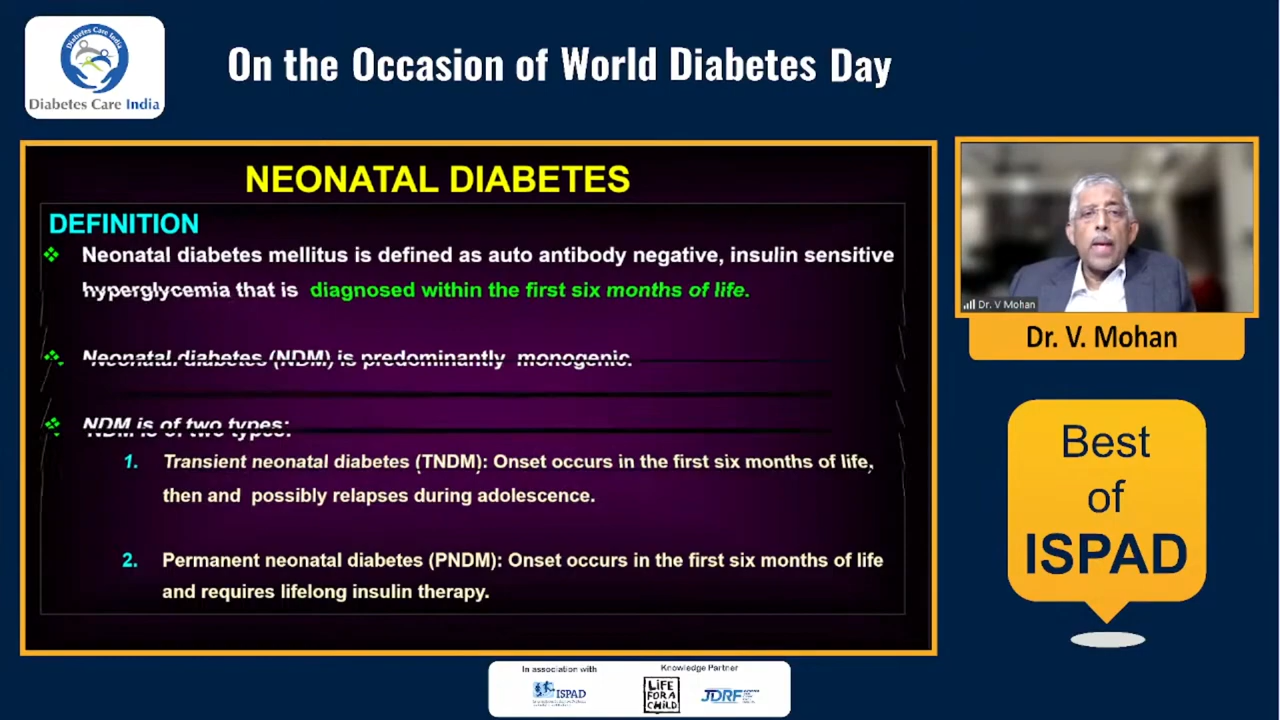 Diabetes Care India
Diabetes Care India
On the Occasion of World Diabetes Day
NEONATAL DIABETES
DEFINITION
Neonatal diabetes mellitus is defined as auto antibody negative, insulin sensitive
hyperglycemia that is diagnosed within the first six months of life.
Neonatal diabetes (NDM) is predominantly monogenic.
NDM is of two types:
1. Transient neonatal diabetes (TNDM): Onset occurs in the first six months of life,
then and possibly relapses during adolescence.
2. Permanent neonatal diabetes (PNDM): Onset occurs in the first six months of life
and requires lifelong insulin therapy.
Dr. V Mohan
Dr. V. Mohan
Best
of
ISPAD
In association with
ISPAD
Knowledge Partner
LiFE
FOR A
CHiLD
JDRF